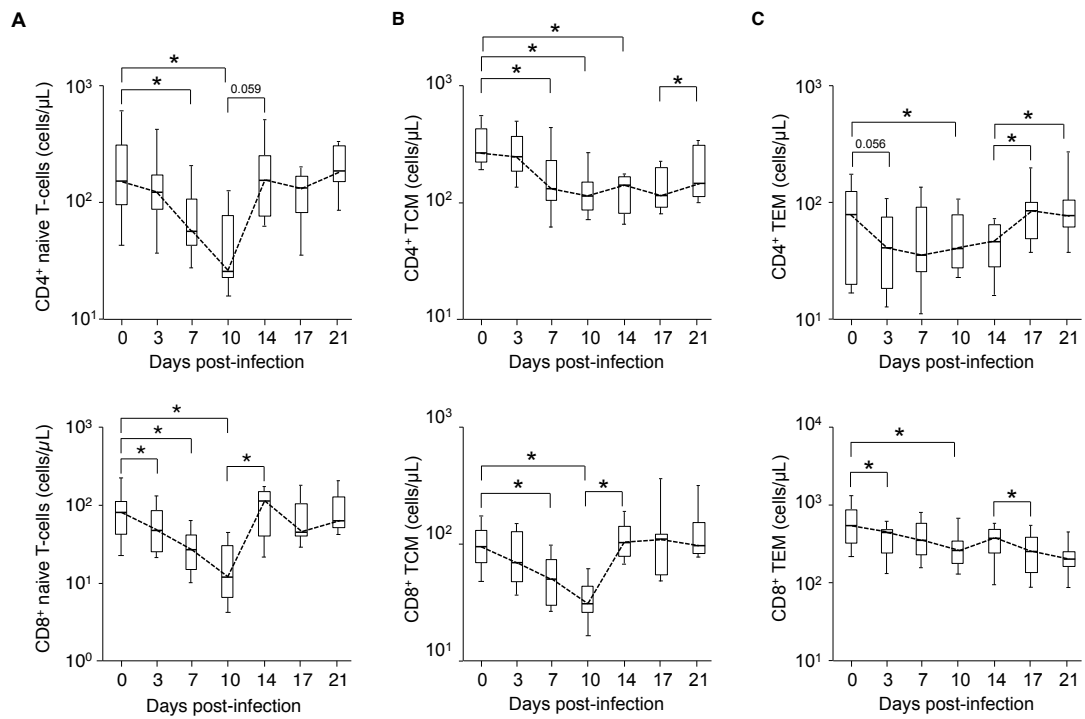 A
CD4⁺ naive T-cells (cells/μL)
10³
10²
10¹
*
*
0.059
0 3 7 10 14 17 21
Days post-infection
B
CD4⁺ TCM (cells/μL)
10³
10²
10¹
*
*
*
*
0 3 7 10 14 17 21
Days post-infection
C
CD4⁺ TEM (cells/μL)
10³
10²
10¹
*
0.056
*
*
0 3 7 10 14 17 21
Days post-infection
CD8⁺ naive T-cells (cells/μL)
10³
10²
10¹
10⁰
*
*
*
*
0 3 7 10 14 17 21
Days post-infection
CD8⁺ TCM (cells/μL)
10³
10²
10¹
*
*
*
0 3 7 10 14 17 21
Days post-infection
CD8⁺ TEM (cells/μL)
10⁴
10³
10²
10¹
*
*
*
0 3 7 10 14 17 21
Days post-infection